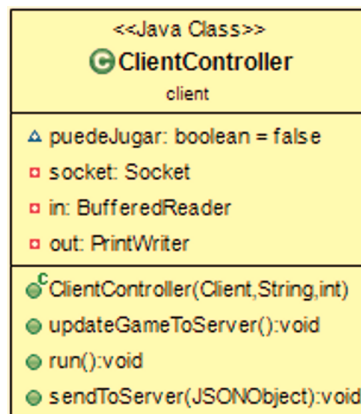 <<Java Class>>
C ClientController
client
puedeJugar: boolean = false
socket: Socket
in: BufferedReader
out: PrintWriter
C ClientController(Client,String,int)
updateGameToServer():void
run():void
sendToServer(JSONObject):void